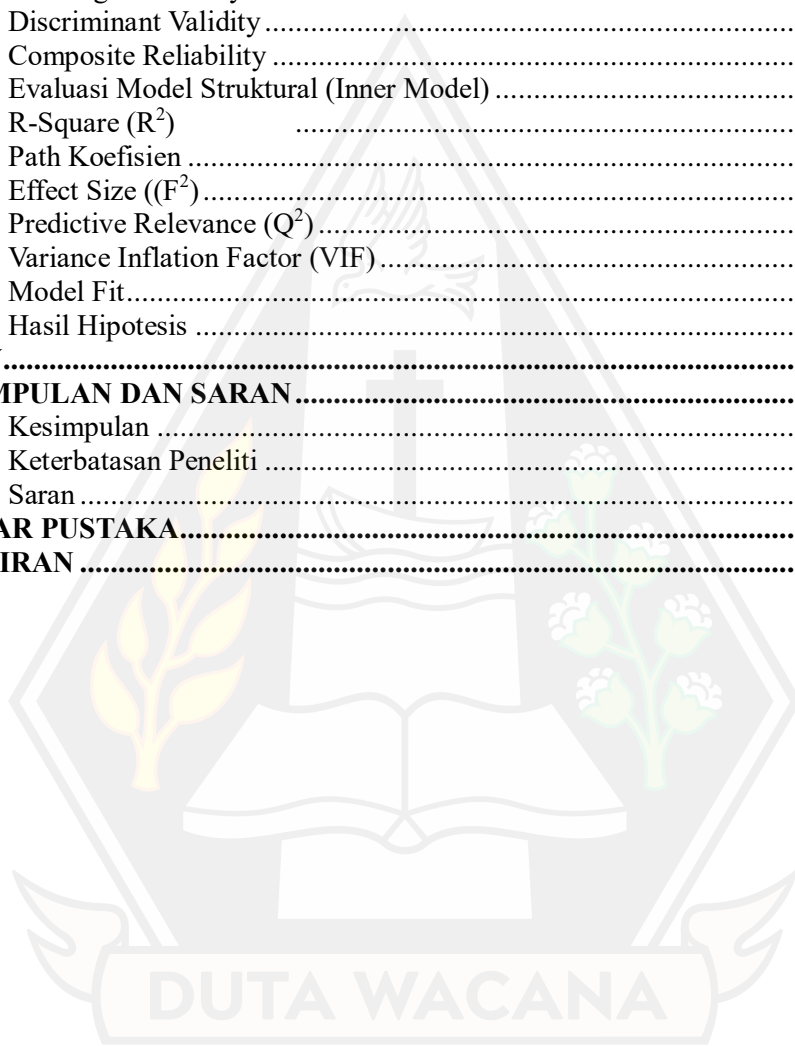 Discriminant Validity........................................................................
Composite Reliability .......................................................................
Evaluasi Model Struktural (Inner Model) ..........................................
R-Square (R²) ....................................................................
Path Koefisien ..................................................................................
Effect Size ((F²)................................................................................
Predictive Relevance (Q²).................................................................
Variance Inflation Factor (VIF)..........................................................
Model Fit..........................................................................................
Hasil Hipotesis .................................................................................
MPULAN DAN SARAN....................................................................
Kesimpulan ......................................................................................
Keterbatasan Peneliti ........................................................................
Saran ................................................................................................
AR PUSTAKA..................................................................................
IRAN ...............................................................................................
DUTA WACANA